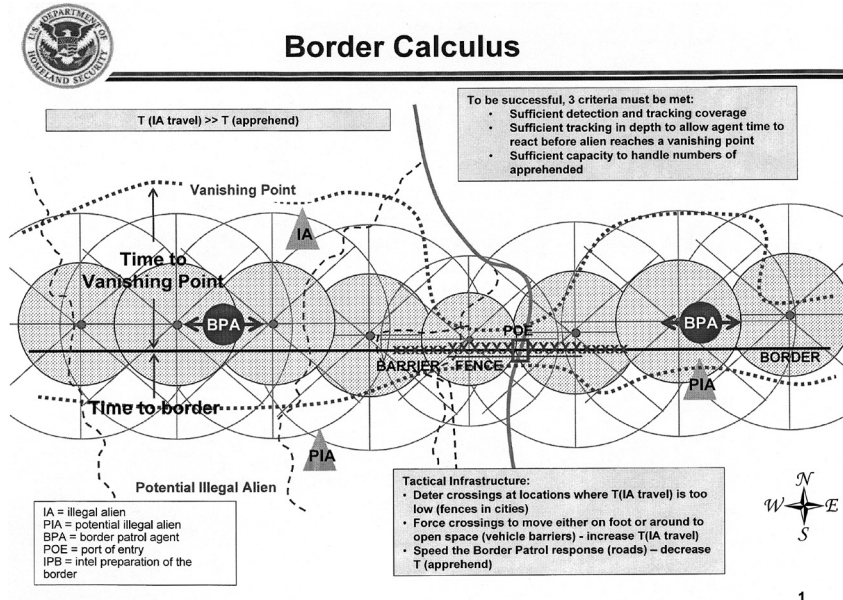 U.S. DEPARTMENT OF
HOMELAND SECURITY
Border Calculus
T (IA travel) >> T (apprehend)
To be successful, 3 criteria must be met:
• Sufficient detection and tracking coverage
• Sufficient tracking in depth to allow agent time to
react before alien reaches a vanishing point
• Sufficient capacity to handle numbers of
apprehended
Vanishing Point
IA
Time to
Vanishing Point
BPA
BPA
POE
XXXXXXXXXXXXXXXXXXXXXXX
BARRIER
FENCE
BORDER
PIA
Time to border
PIA
Potential Illegal Alien
IA = illegal alien
PIA = potential illegal alien
BPA = border patrol agent
POE = port of entry
IPB = intel preparation of the
border
Tactical Infrastructure:
• Deter crossings at locations where T(IA travel) is too
low (fences in cities)
• Force crossings to move either on foot or around to
open space (vehicle barriers) - increase T(IA travel)
• Speed the Border Patrol response (roads) – decrease
T (apprehend)
N
W E
S
1